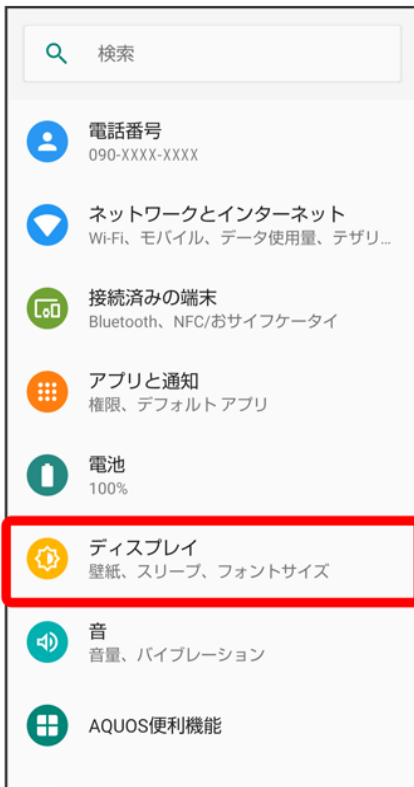 検索
電話番号
090-XXXX-XXXX
ネットワークとインターネット
Wi-Fi、モバイル、データ使用量、テザリ...
接続済みの端末
Bluetooth、NFC/おサイフケータイ
アプリと通知
権限、デフォルト アプリ
電池
100%
ディスプレイ
壁紙、スリープ、フォントサイズ
音
音量、バイブレーション
AQUOS便利機能